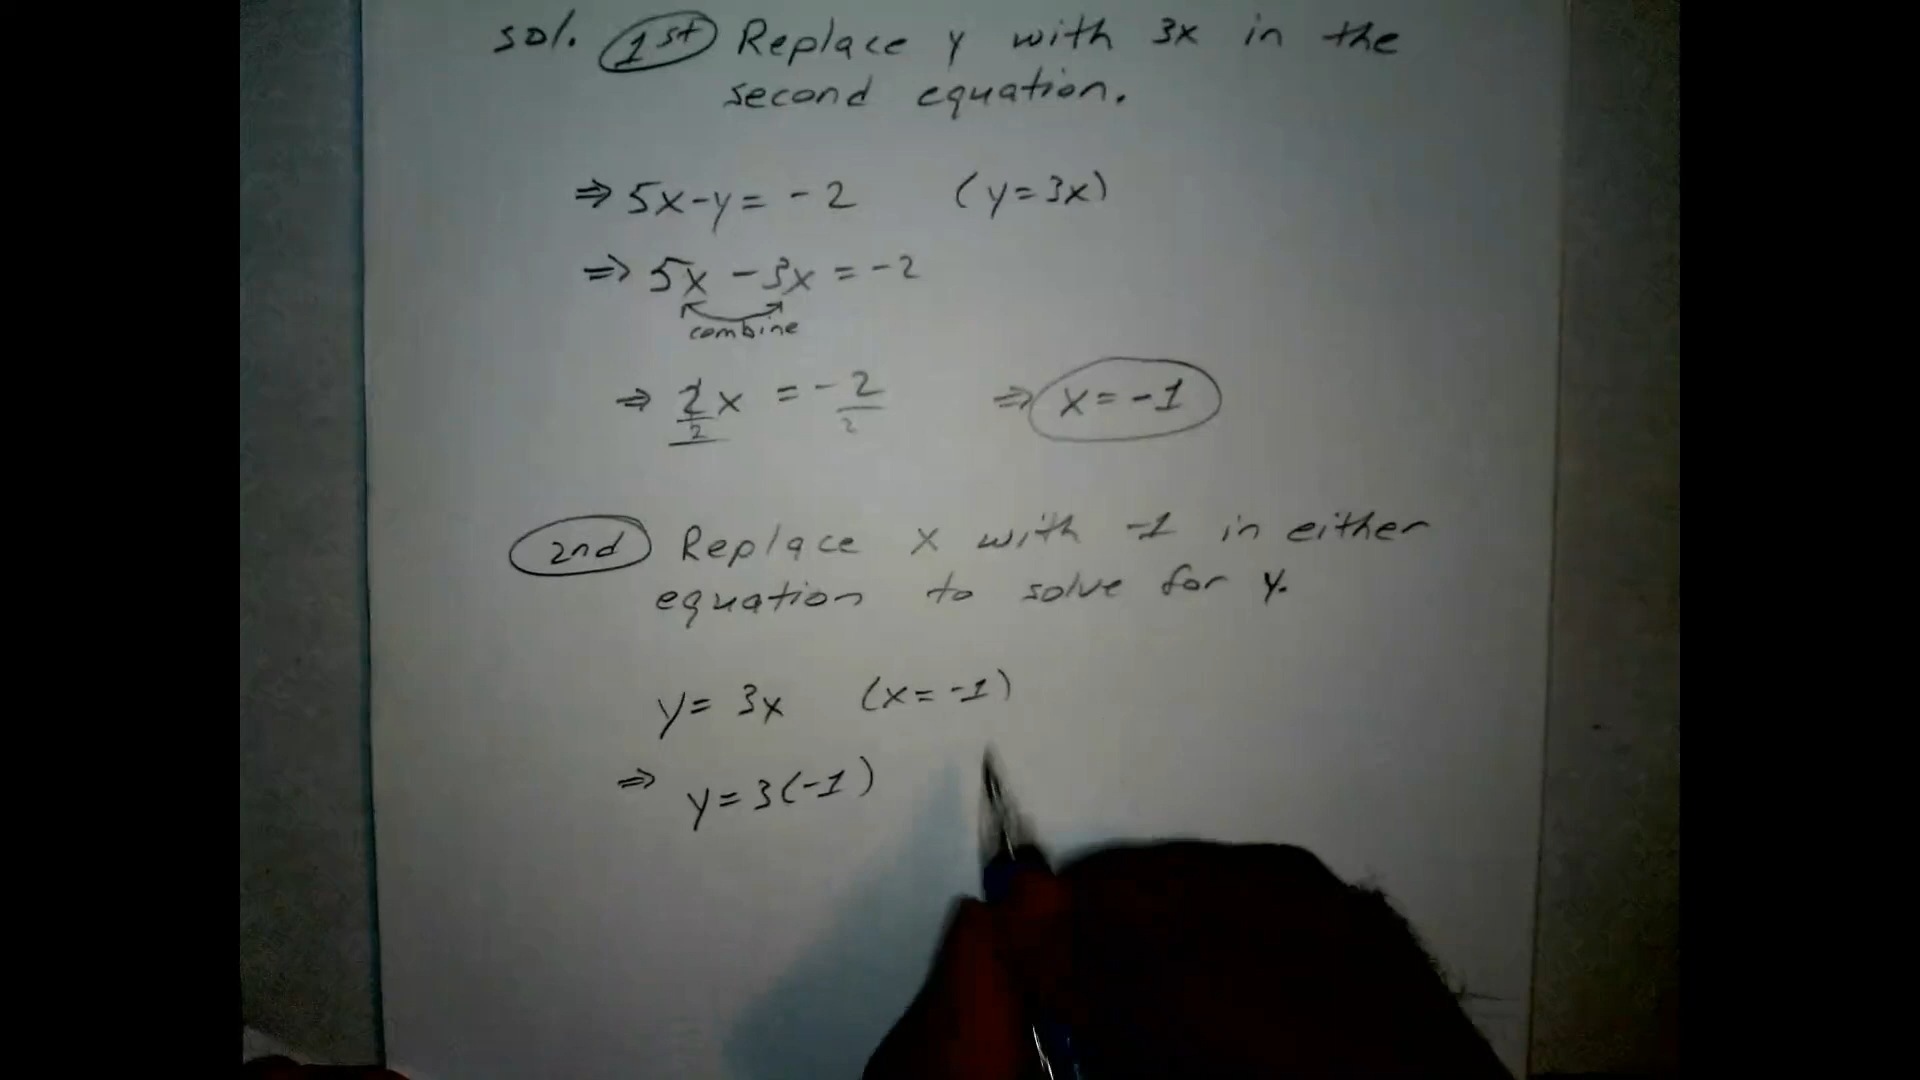 sol. 1st Replace y with 3x in the
second equation.
⇒ 5x-y = -2 (y=3x)
⇒ 5x - 3x = -2
combine
⇒ 2x = -2 ⇒ x = -1
2 2
2nd Replace x with -1 in either
equation to solve for y.
y = 3x (x = -1)
⇒ y = 3(-1)